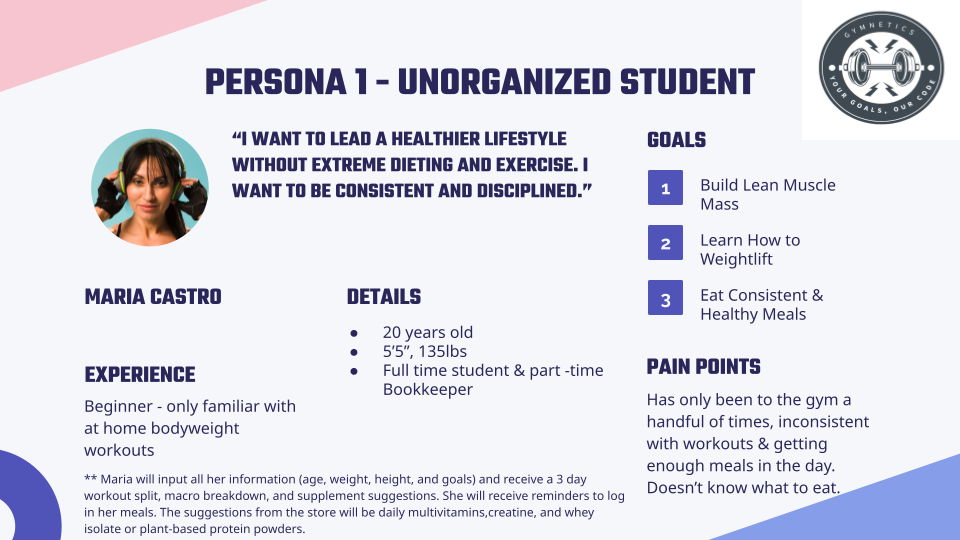 GYMNETICS
YOUR GOALS, OUR CODE
PERSONA 1 - UNORGANIZED STUDENT
“I WANT TO LEAD A HEALTHIER LIFESTYLE
WITHOUT EXTREME DIETING AND EXERCISE. I
WANT TO BE CONSISTENT AND DISCIPLINED.”
MARIA CASTRO
EXPERIENCE
Beginner - only familiar with
at home bodyweight
workouts
DETAILS
● 20 years old
● 5’5”, 135lbs
● Full time student & part -time
Bookkeeper
** Maria will input all her information (age, weight, height, and goals) and receive a 3 day
workout split, macro breakdown, and supplement suggestions. She will receive reminders to log
in her meals. The suggestions from the store will be daily multivitamins,creatine, and whey
isolate or plant-based protein powders.
GOALS
1 Build Lean Muscle
Mass
2 Learn How to
Weightlift
3 Eat Consistent &
Healthy Meals
PAIN POINTS
Has only been to the gym a
handful of times, inconsistent
with workouts & getting
enough meals in the day.
Doesn’t know what to eat.